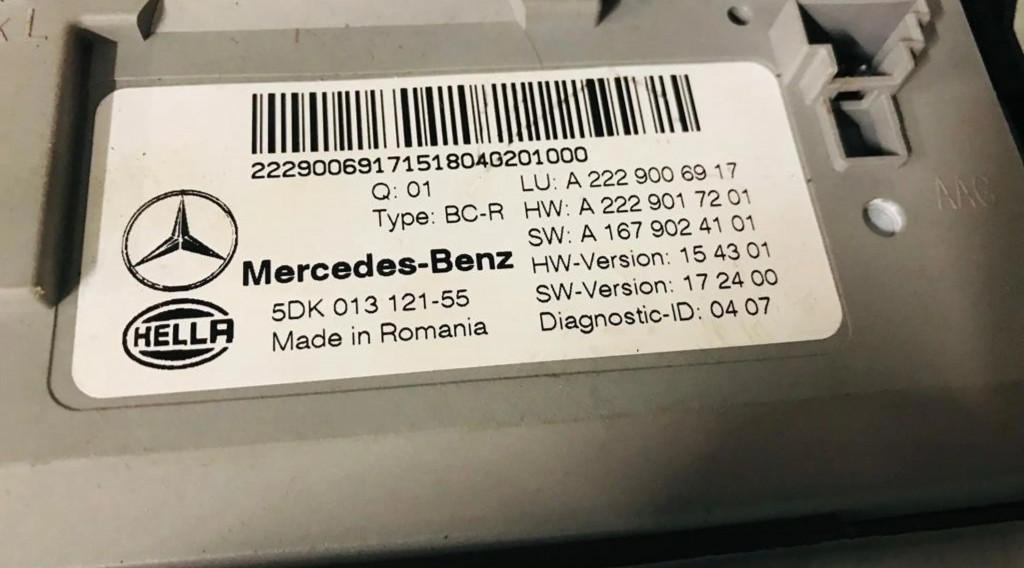 KL
22290069171518040201000
Q: 01
Type: BC-R
LU: A 222 900 69 17
HW: A 222 901 72 01
SW: A 167 902 41 01
HW-Version: 15 43 01
SW-Version: 17 24 00
Diagnostic-ID: 04 07
Mercedes-Benz
HELLA
5DK 013 121-55
Made in Romania